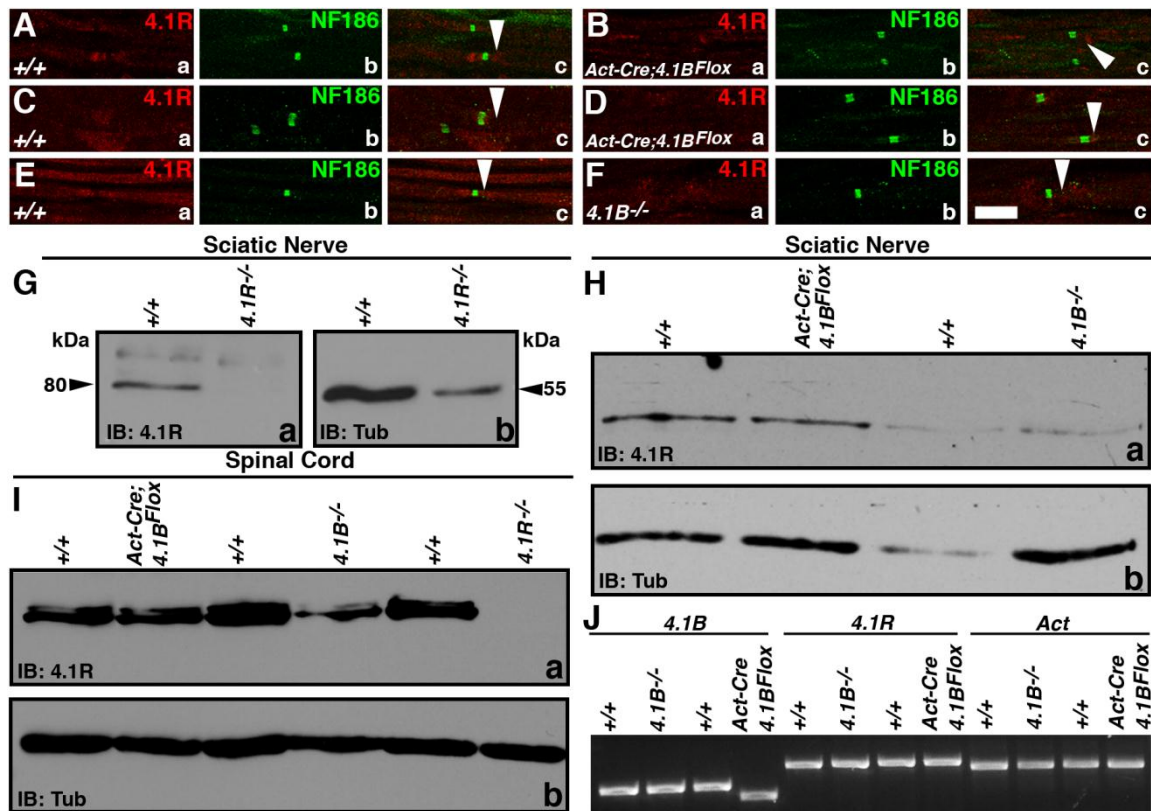 A 4.1R NF186 B 4.1R NF186
+/+ a b c Act-Cre;4.1BFlox a b c
C 4.1R NF186 D 4.1R NF186
+/+ a b c Act-Cre;4.1BFlox a b c
E 4.1R NF186 F 4.1R NF186
+/+ a b c 4.1B-/- a b c
Sciatic Nerve
G
+/+ 4.1R-/- +/+ 4.1R-/-
kDa kDa
80 55
IB: 4.1R a IB: Tub b
Sciatic Nerve
H
+/+ Act-Cre; 4.1BFlox +/+ 4.1B-/-
IB: 4.1R a
IB: Tub b
Spinal Cord
I
+/+ Act-Cre; 4.1BFlox +/+ 4.1B-/- +/+ 4.1R-/-
IB: 4.1R a
IB: Tub b
J
4.1B 4.1R Act
+/+ 4.1B-/- +/+ Act-Cre 4.1BFlox +/+ 4.1B-/- +/+ Act-Cre 4.1BFlox +/+ 4.1B-/- +/+ Act-Cre 4.1BFlox